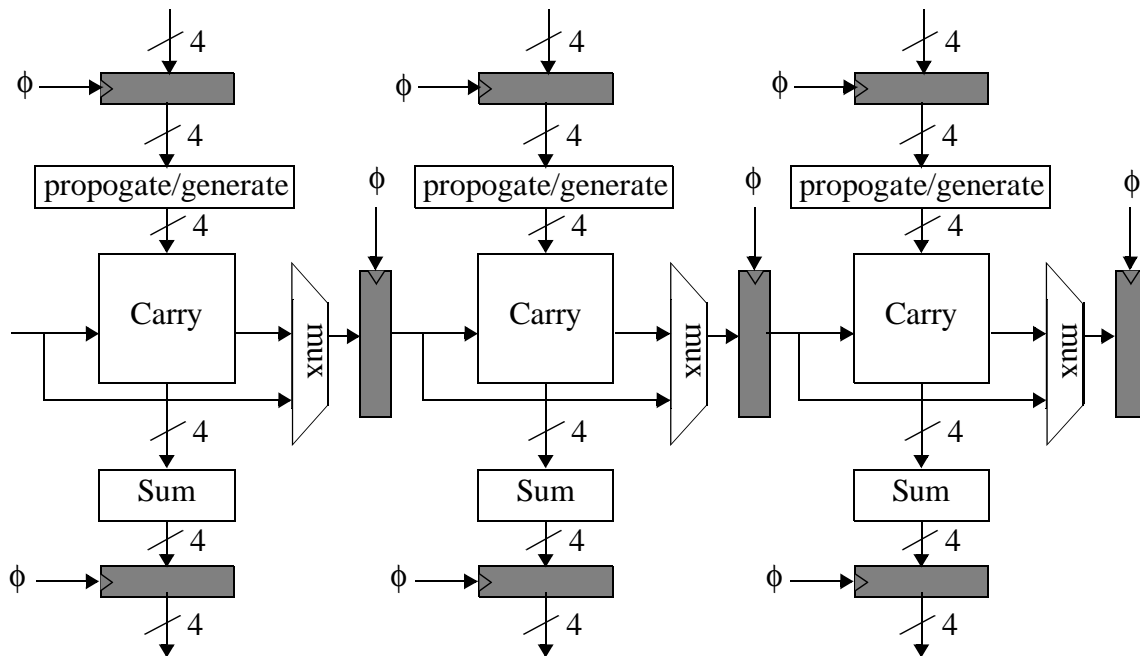 4 4 4
ϕ ϕ ϕ
4 4 4
propogate/generate propogate/generate propogate/generate
ϕ ϕ ϕ
4 4 4
Carry mux Carry mux Carry mux
4 4 4
Sum Sum Sum
4 4 4
ϕ ϕ ϕ
4 4 4